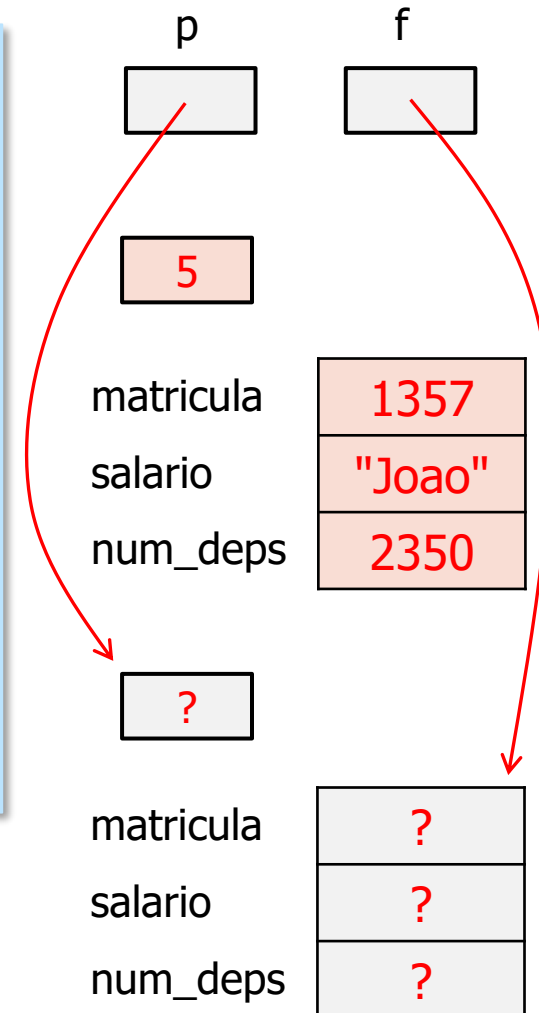 p f
5
matricula 1357
salario "Joao"
num_deps 2350
?
matricula ?
salario ?
num_deps ?